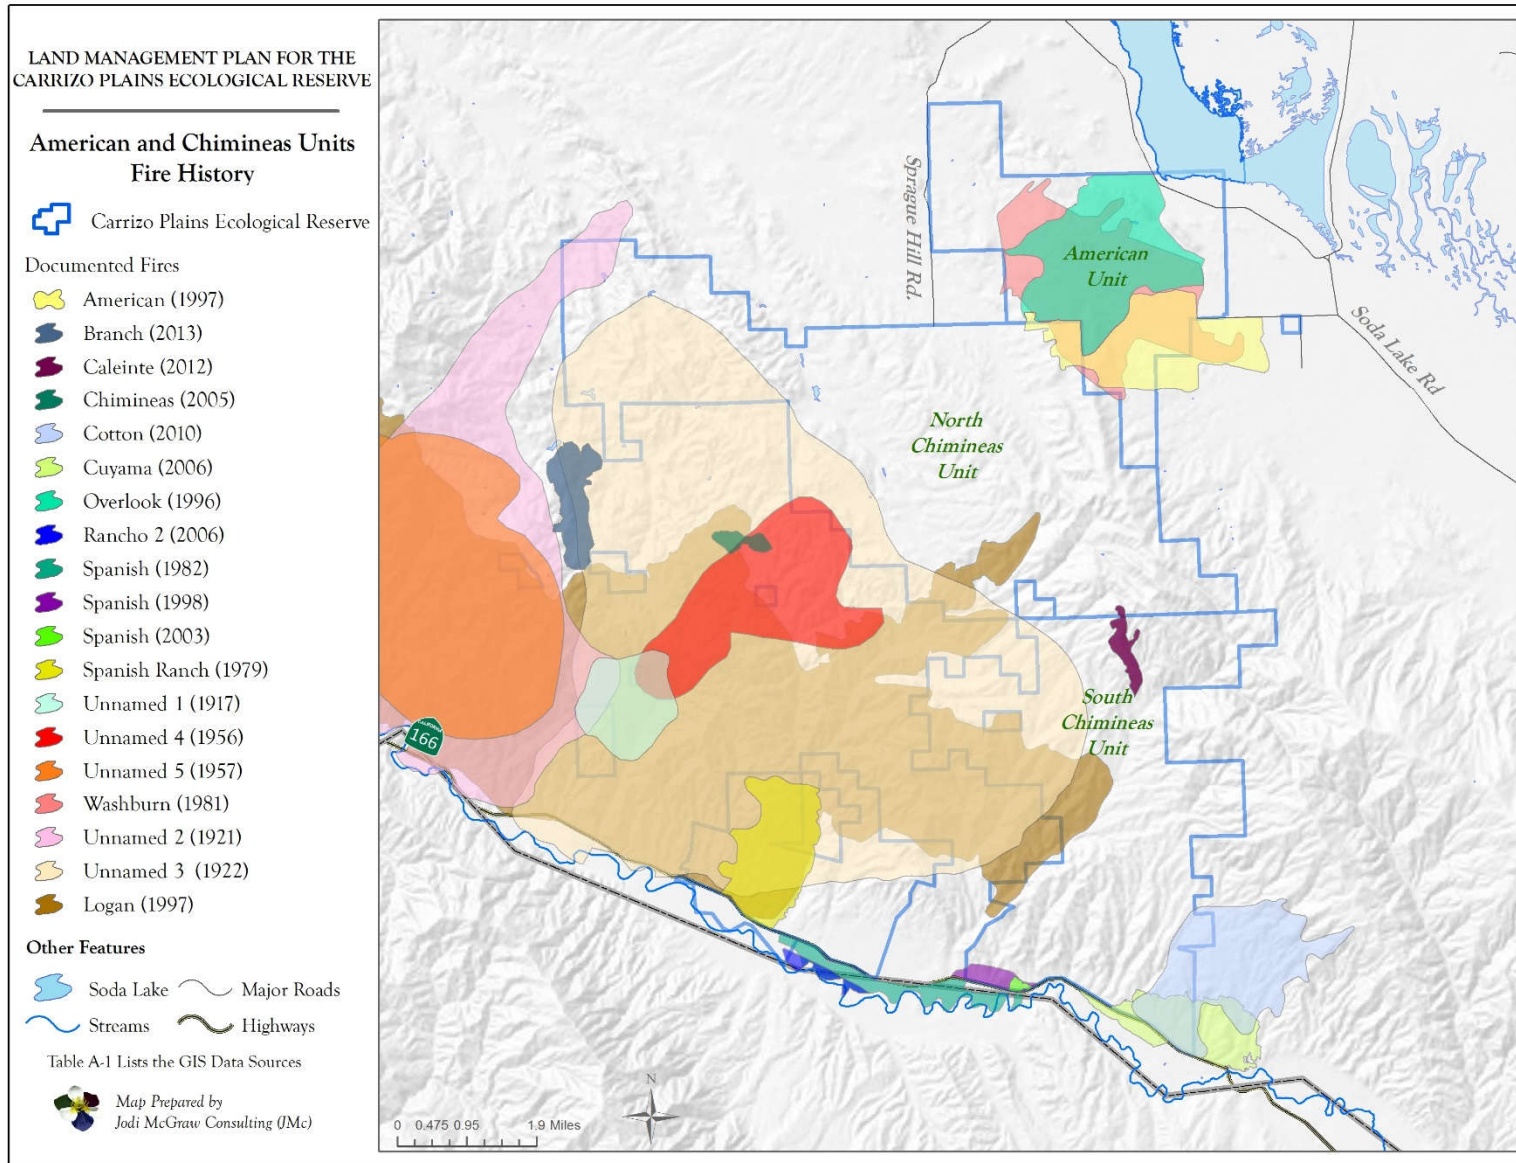 LAND MANAGEMENT PLAN FOR THE
CARRIZO PLAINS ECOLOGICAL RESERVE
American and Chimineas Units
Fire History
Carrizo Plains Ecological Reserve
Documented Fires
American (1997)
Branch (2013)
Caleinte (2012)
Chimineas (2005)
Cotton (2010)
Cuyama (2006)
Overlook (1996)
Rancho 2 (2006)
Spanish (1982)
Spanish (1998)
Spanish (2003)
Spanish Ranch (1979)
Unnamed 1 (1917)
Unnamed 4 (1956)
Unnamed 5 (1957)
Washburn (1981)
Unnamed 2 (1921)
Unnamed 3 (1922)
Logan (1997)
Other Features
Soda Lake
Major Roads
Streams
Highways
Table A-1 Lists the GIS Data Sources
Map Prepared by
Jodi McGraw Consulting (JMc)
Sprague Hill Rd.
American
Unit
Soda Lake Rd
North
Chimineas
Unit
South
Chimineas
Unit
CALIFORNIA
166
N
0 0.475 0.95 1.9 Miles